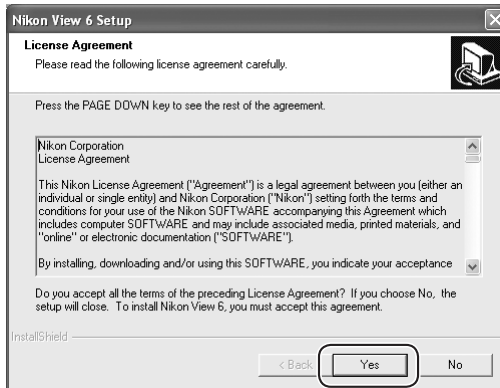 Nikon View 6 Setup
License Agreement
Please read the following license agreement carefully.
Press the PAGE DOWN key to see the rest of the agreement.
Nikon Corporation
License Agreement
This Nikon License Agreement ("Agreement") is a legal agreement between you (either an
individual or single entity) and Nikon Corporation ("Nikon") setting forth the terms and
conditions for your use of the Nikon SOFTWARE accompanying this Agreement which
includes computer SOFTWARE and may include associated media, printed materials, and
"online" or electronic documentation ("SOFTWARE").
By installing, downloading and/or using this SOFTWARE, you indicate your acceptance
Do you accept all the terms of the preceding License Agreement? If you choose No, the
setup will close. To install Nikon View 6, you must accept this agreement.
InstallShield
< Back Yes No